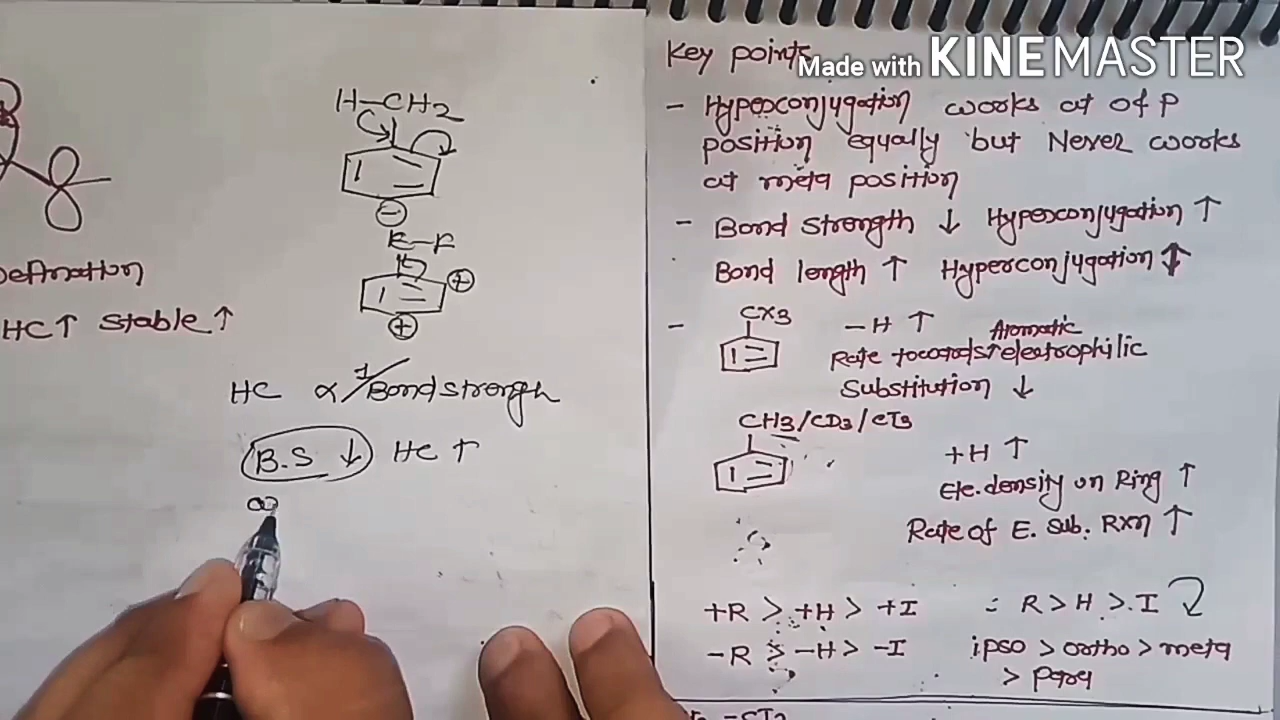 H-CH2
⊖
F-F
⊕
⊕
Defination
HC↑ Stable↑
HC ∝ 1/Bond strength
B.S ↓ HC ↑
Made with KINEMASTER
Key points
- Hyperconjugation works at o f p
position equally but Never works
at meta position
- Bond strength ↓ Hyperconjugation ↑
Bond length ↑ Hyperconjugation ↑
- CX3 -H ↑
Aromatic
Rate towards ↑ eleatrophilic
Substitution ↓
CH3/CD3/CT3
+H ↑
Ele.density on Ring ↑
Rate of E. Sub. Rxn ↑
+R > +H > +I ∴ R > H > I
-R > -H > -I ipso > ortho > meta
> para